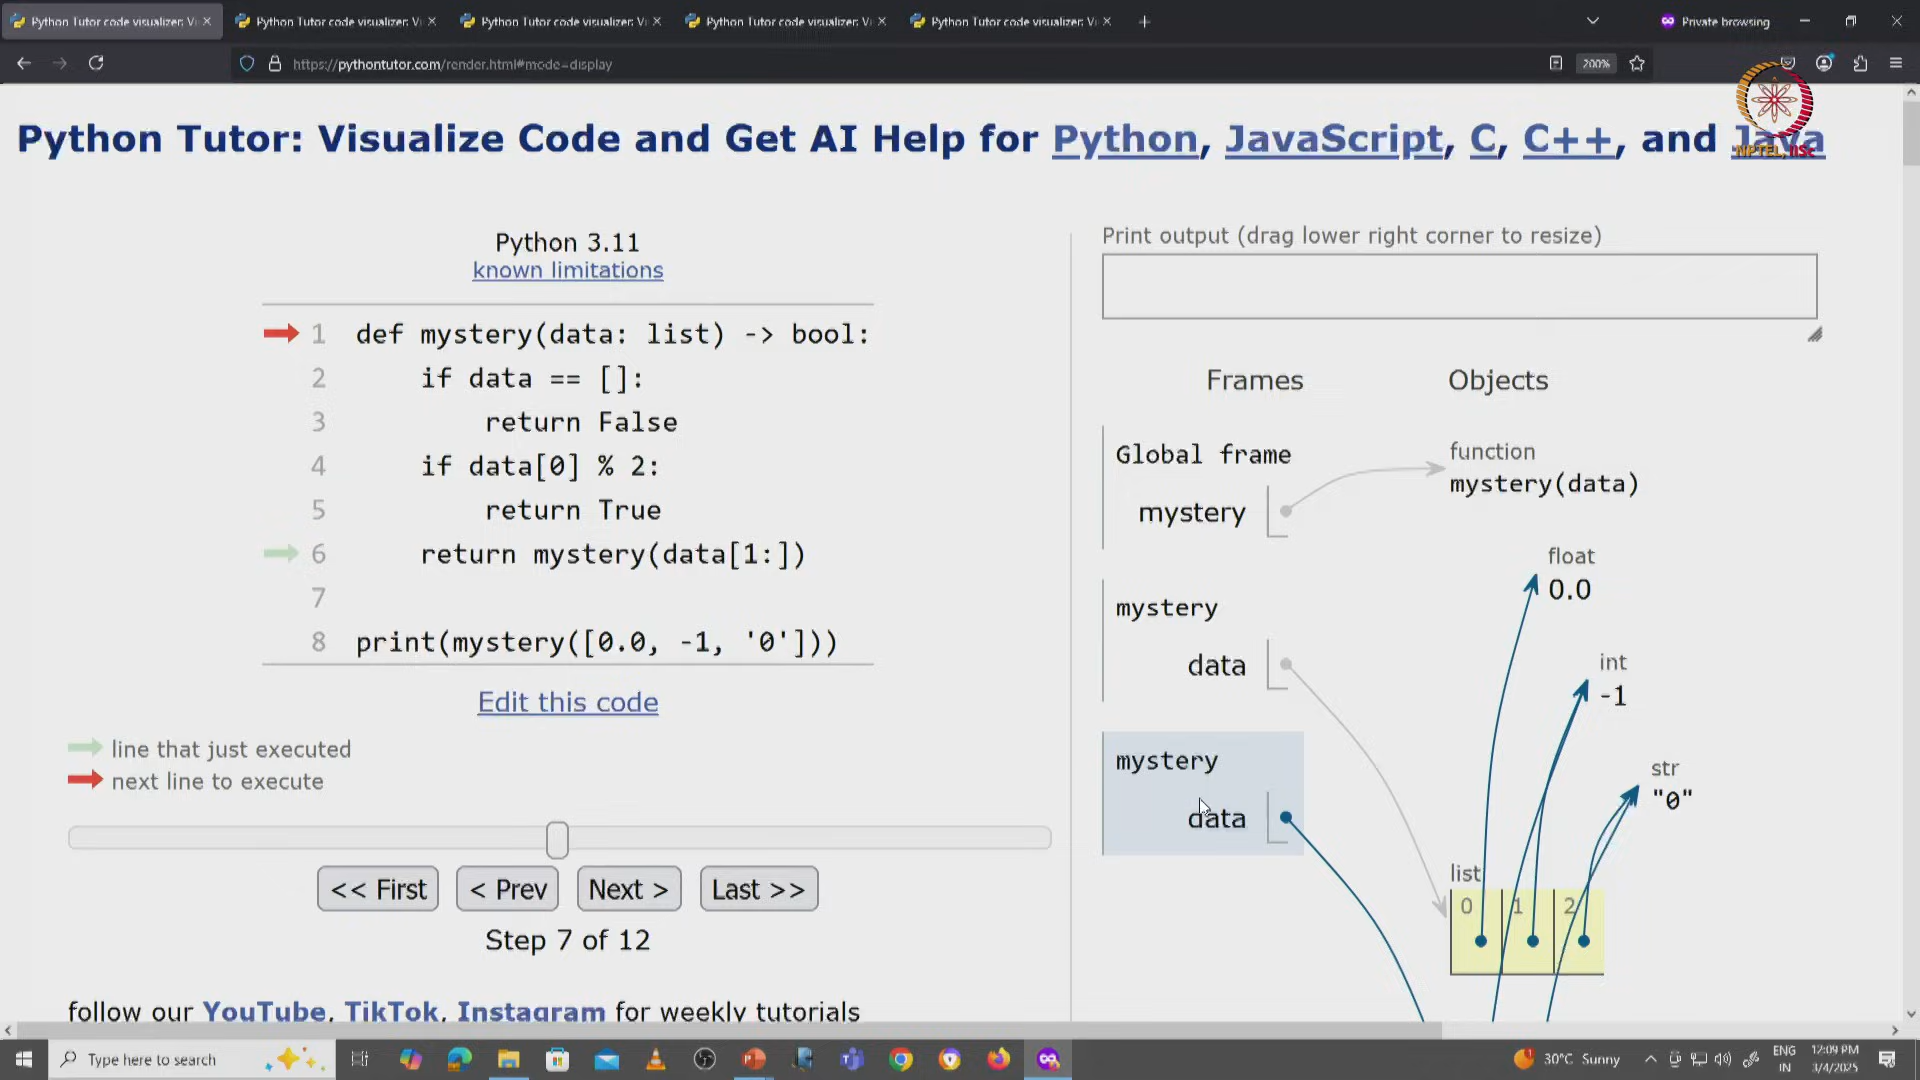 Python Tutor code visualizer: Vi
Python Tutor code visualizer: Vi
Python Tutor code visualizer: Vi
Python Tutor code visualizer: Vi
Python Tutor code visualizer: Vi
Private browsing
https://pythontutor.com/render.html#mode=display
200%
Python Tutor: Visualize Code and Get AI Help for Python, JavaScript, C, C++, and Java
NPTEL, IISc
Python 3.11
known limitations
1 def mystery(data: list) -> bool:
2 if data == []:
3 return False
4 if data[0] % 2:
5 return True
6 return mystery(data[1:])
7
8 print(mystery([0.0, -1, '0']))
Edit this code
line that just executed
next line to execute
<< First
< Prev
Next >
Last >>
Step 7 of 12
follow our YouTube, TikTok, Instagram for weekly tutorials
Print output (drag lower right corner to resize)
Frames
Objects
Global frame
mystery
function
mystery(data)
mystery
data
mystery
data
float
0.0
int
-1
str
"0"
list
0
1
2
Type here to search
30°C Sunny
ENG
IN
12:09 PM
3/4/2025